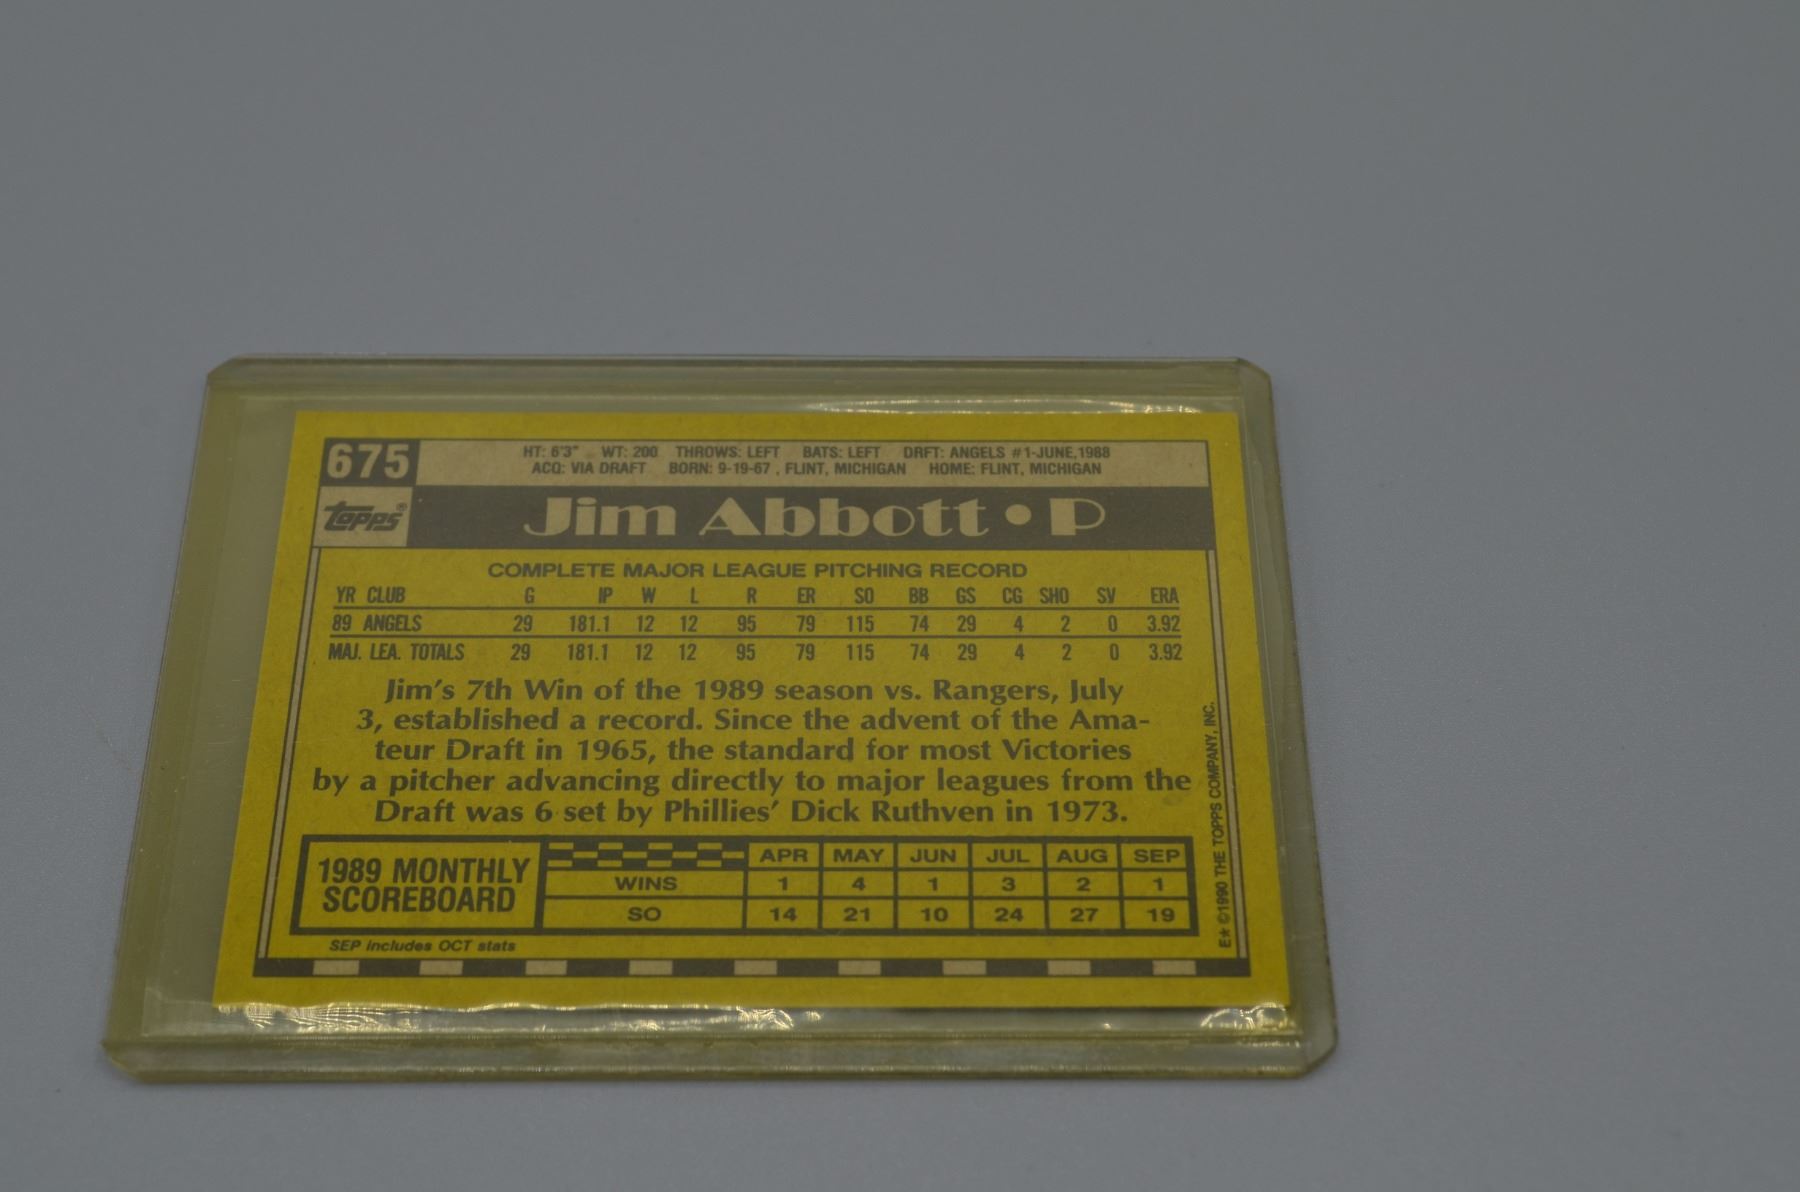 675
HT: 6'3" WT: 200 THROWS: LEFT BATS: LEFT DRFT: ANGELS #1-JUNE,1988
ACQ: VIA DRAFT BORN: 9-19-67 , FLINT, MICHIGAN HOME: FLINT, MICHIGAN
topps®
Jim Abbott • P
COMPLETE MAJOR LEAGUE PITCHING RECORD
YR CLUB G IP W L R ER SO BB GS CG SHO SV ERA
89 ANGELS 29 181.1 12 12 95 79 115 74 29 4 2 0 3.92
MAJ. LEA. TOTALS 29 181.1 12 12 95 79 115 74 29 4 2 0 3.92
Jim's 7th Win of the 1989 season vs. Rangers, July
3, established a record. Since the advent of the Ama-
teur Draft in 1965, the standard for most Victories
by a pitcher advancing directly to major leagues from the
Draft was 6 set by Phillies' Dick Ruthven in 1973.
1989 MONTHLY
SCOREBOARD
APR MAY JUN JUL AUG SEP
WINS 1 4 1 3 2 1
SO 14 21 10 24 27 19
SEP includes OCT stats
E★ ©1990 THE TOPPS COMPANY, INC.